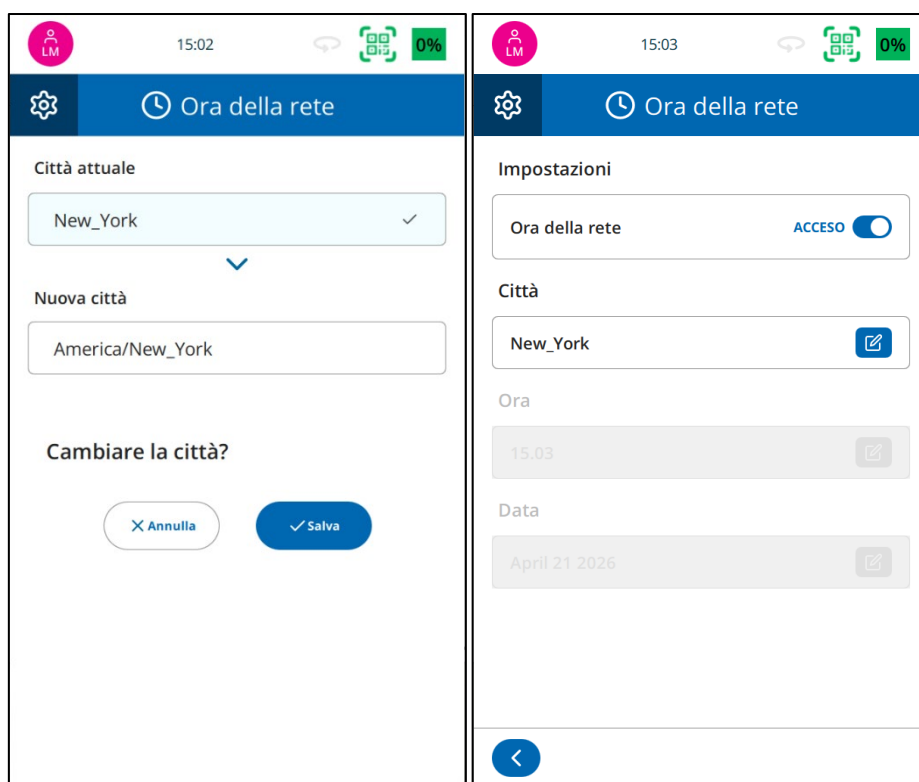 LM
15:02
0%
Ora della rete
Città attuale
New_York
Nuova città
America/New_York
Cambiare la città?
Annulla
Salva
LM
15:03
0%
Ora della rete
Impostazioni
Ora della rete ACCESO
Città
New_York
Ora
15.03
Data
April 21 2026